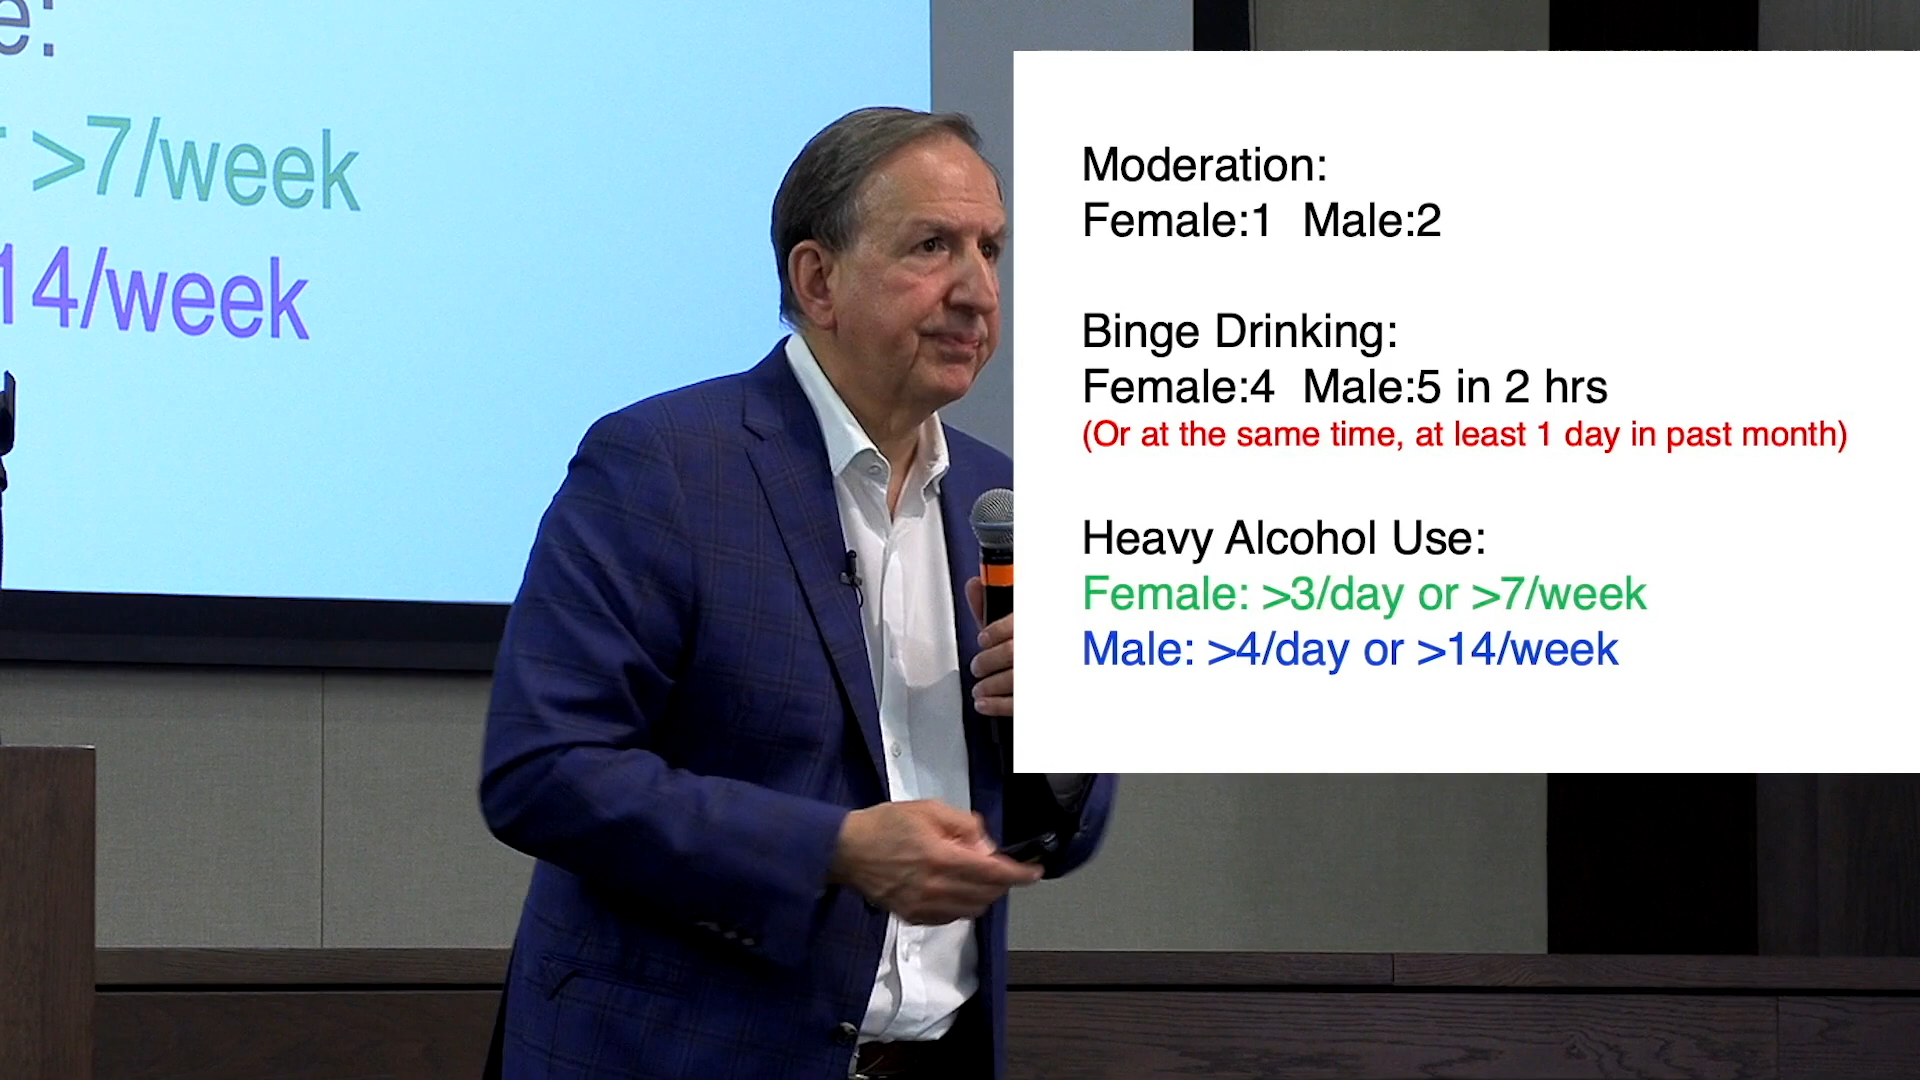 e:
>7/week
14/week
Moderation:
Female:1 Male:2
Binge Drinking:
Female:4 Male:5 in 2 hrs
(Or at the same time, at least 1 day in past month)
Heavy Alcohol Use:
Female: >3/day or >7/week
Male: >4/day or >14/week